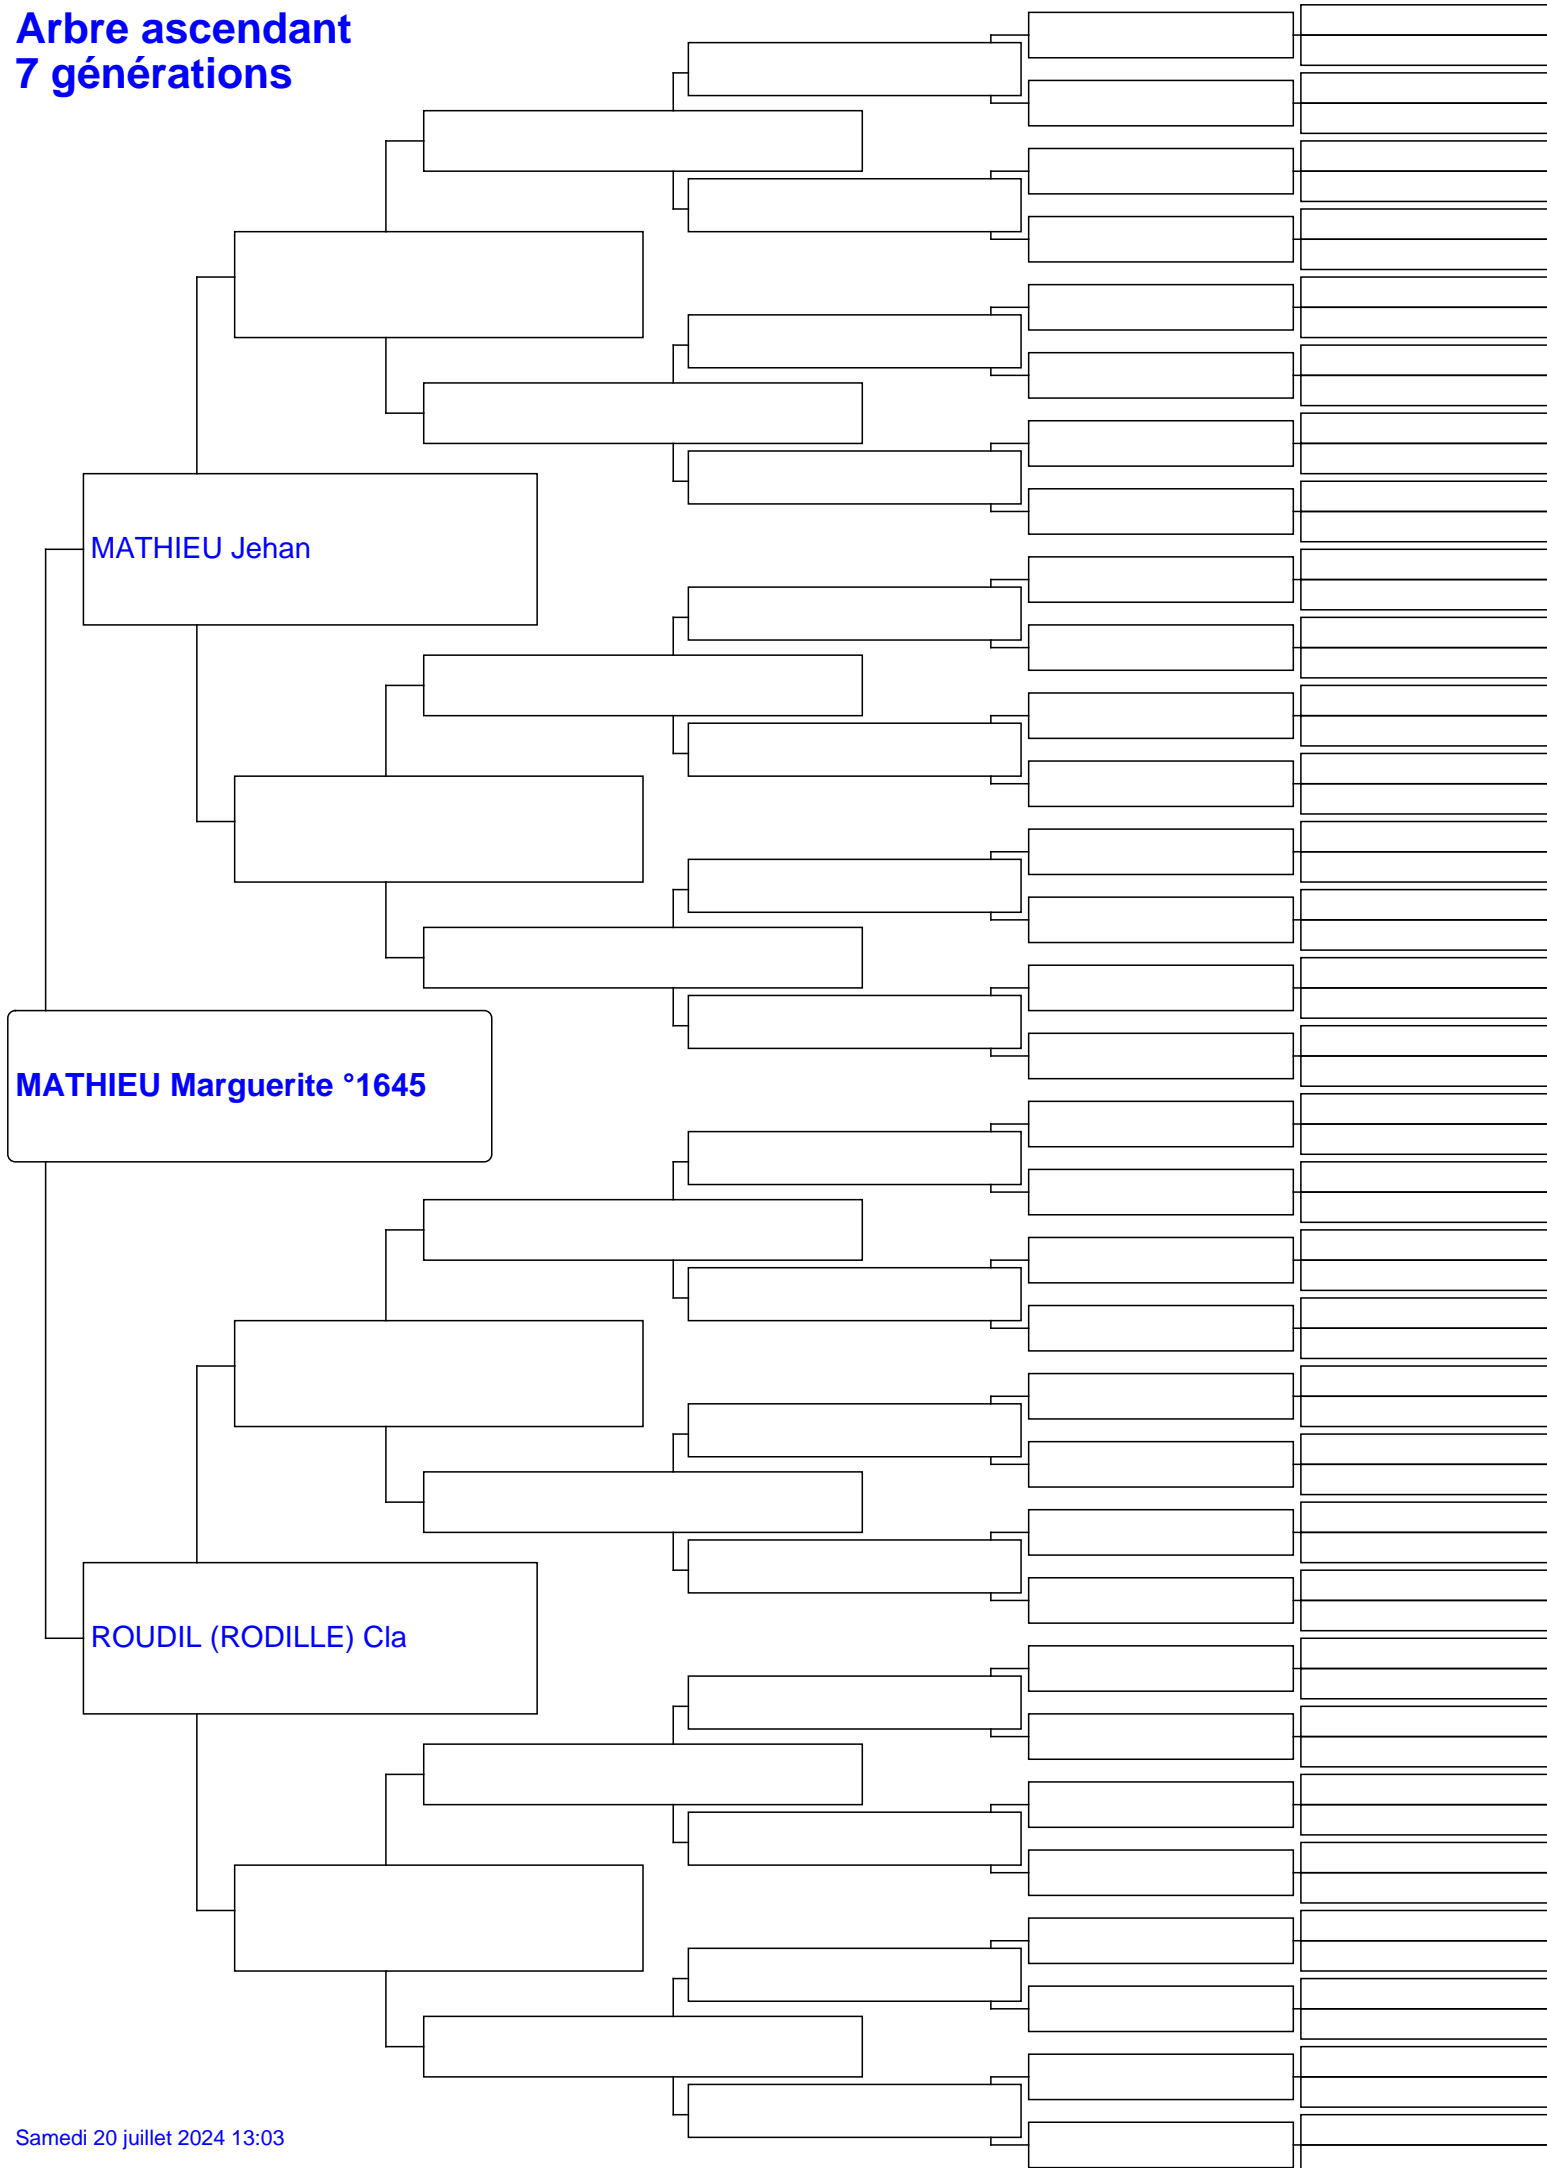 Arbre ascendant
7 générations
MATHIEU Jehan
MATHIEU Marguerite °1645
ROUDIL (RODILLE) Cla
Samedi 20 juillet 2024 13:03